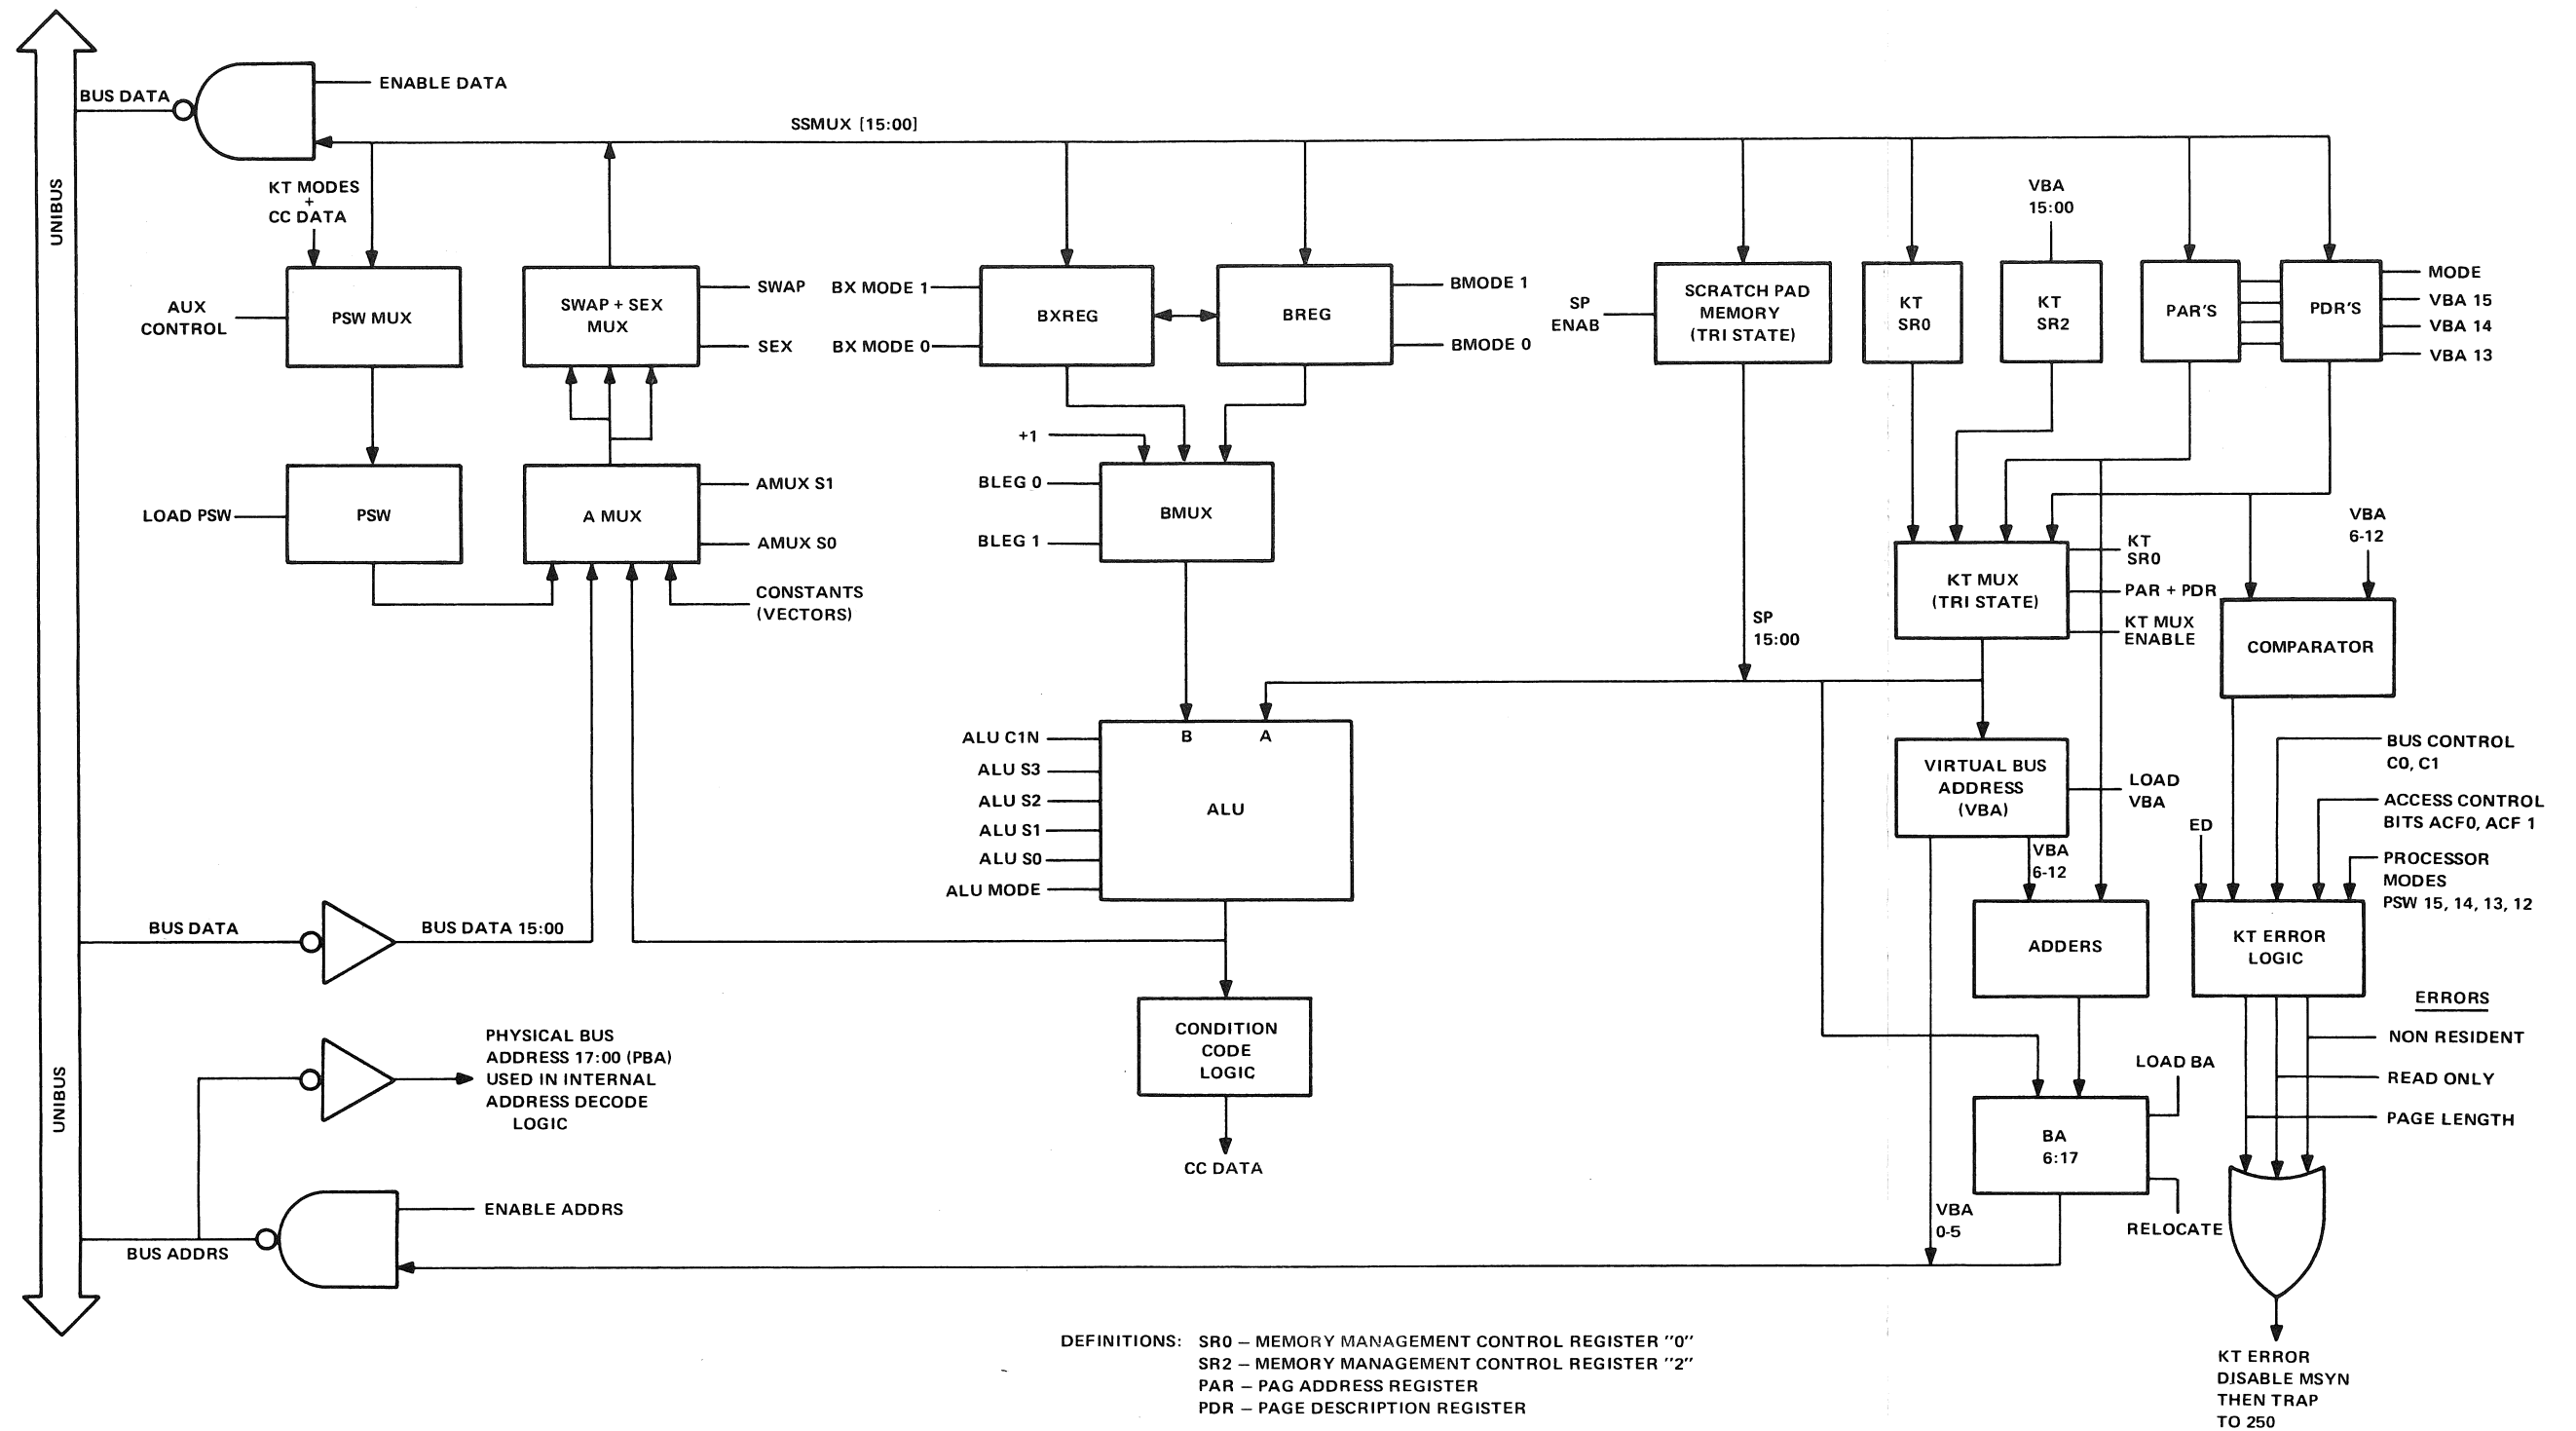 BUS DATA
ENABLE DATA
SSMUX [15:00]
UNIBUS
KT MODES
+
CC DATA
VBA
15:00
AUX
CONTROL
PSW MUX
SWAP + SEX
MUX
SWAP
SEX
BX MODE 1
BX MODE 0
BXREG
BREG
BMODE 1
BMODE 0
SP
ENAB
SCRATCH PAD
MEMORY
(TRI STATE)
KT
SR0
KT
SR2
PAR'S
PDR'S
MODE
VBA 15
VBA 14
VBA 13
+1
LOAD PSW
PSW
A MUX
AMUX S1
AMUX S0
CONSTANTS
(VECTORS)
BLEG 0
BLEG 1
BMUX
VBA
6-12
KT MUX
(TRI STATE)
KT
SR0
PAR + PDR
KT MUX
ENABLE
SP
15:00
COMPARATOR
ALU C1N
ALU S3
ALU S2
ALU S1
ALU S0
ALU MODE
B
A
ALU
VIRTUAL BUS
ADDRESS
(VBA)
LOAD
VBA
BUS CONTROL
C0, C1
ACCESS CONTROL
BITS ACF0, ACF 1
ED
PROCESSOR
MODES
PSW 15, 14, 13, 12
VBA
6-12
BUS DATA
BUS DATA 15:00
ADDERS
KT ERROR
LOGIC
ERRORS
NON RESIDENT
READ ONLY
PAGE LENGTH
CONDITION
CODE
LOGIC
CC DATA
UNIBUS
PHYSICAL BUS
ADDRESS 17:00 (PBA)
USED IN INTERNAL
ADDRESS DECODE
LOGIC
LOAD BA
BA
6:17
RELOCATE
VBA
0-5
ENABLE ADDRS
BUS ADDRS
DEFINITIONS: SR0 – MEMORY MANAGEMENT CONTROL REGISTER "0"
SR2 – MEMORY MANAGEMENT CONTROL REGISTER "2"
PAR – PAG ADDRESS REGISTER
PDR – PAGE DESCRIPTION REGISTER
KT ERROR
DISABLE MSYN
THEN TRAP
TO 250